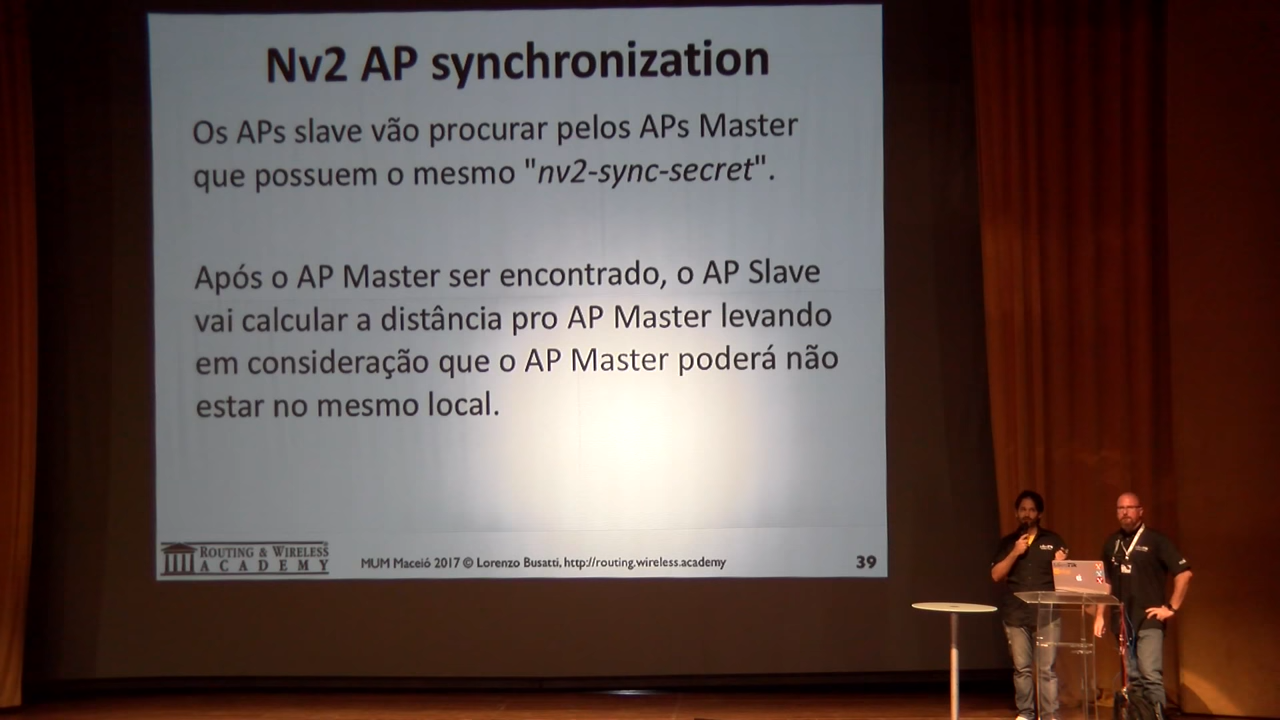 Nv2 AP synchronization
Os APs slave vão procurar pelos APs Master
que possuem o mesmo "nv2-sync-secret".
Após o AP Master ser encontrado, o AP Slave
vai calcular a distância pro AP Master levando
em consideração que o AP Master poderá não
estar no mesmo local.
ROUTING & WIRELESS
ACADEMY
MUM Maceió 2017 © Lorenzo Busatti, http://routing.wireless.academy
39